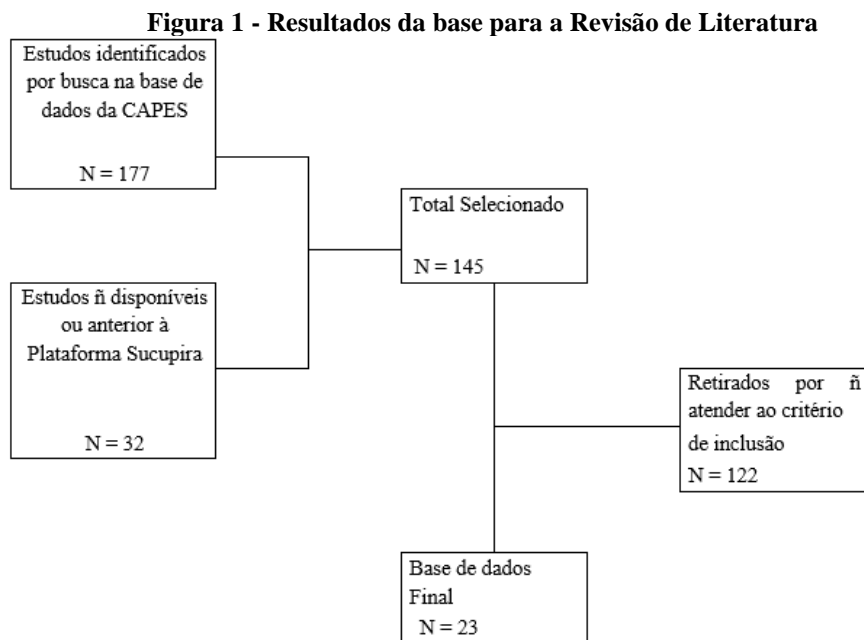 Figura 1 - Resultados da base para a Revisão de Literatura
Estudos identificados
por busca na base de
dados da CAPES
N = 177
Total Selecionado
N = 145
Estudos ñ disponíveis
ou anterior à
Plataforma Sucupira
N = 32
Retirados por ñ
atender ao critério
de inclusão
N = 122
Base de dados
Final
N = 23